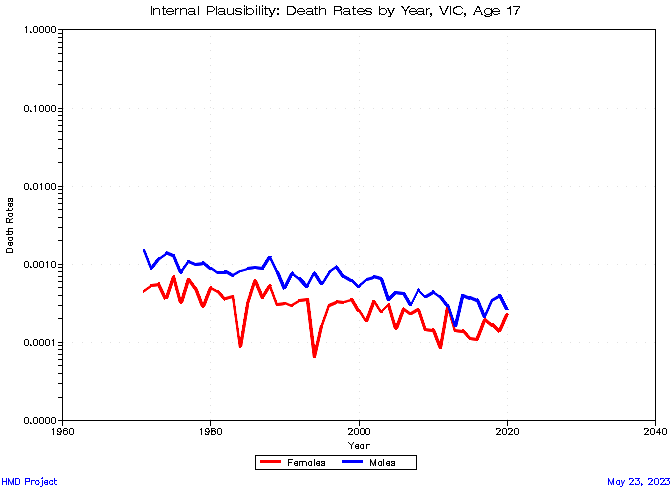 Internal Plausibility: Death Rates by Year, VIC, Age 17
1.0000
0.1000
0.0100
0.0010
0.0001
0.0000
Death Rates
1960
1980
2000
2020
2040
Year
Females
Males
HMD Project
May 23, 2023